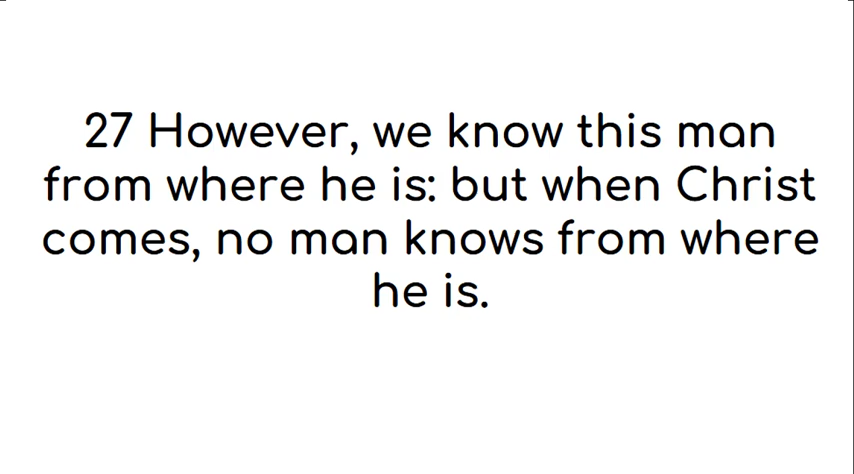 27 However, we know this man
from where he is: but when Christ
comes, no man knows from where
he is.